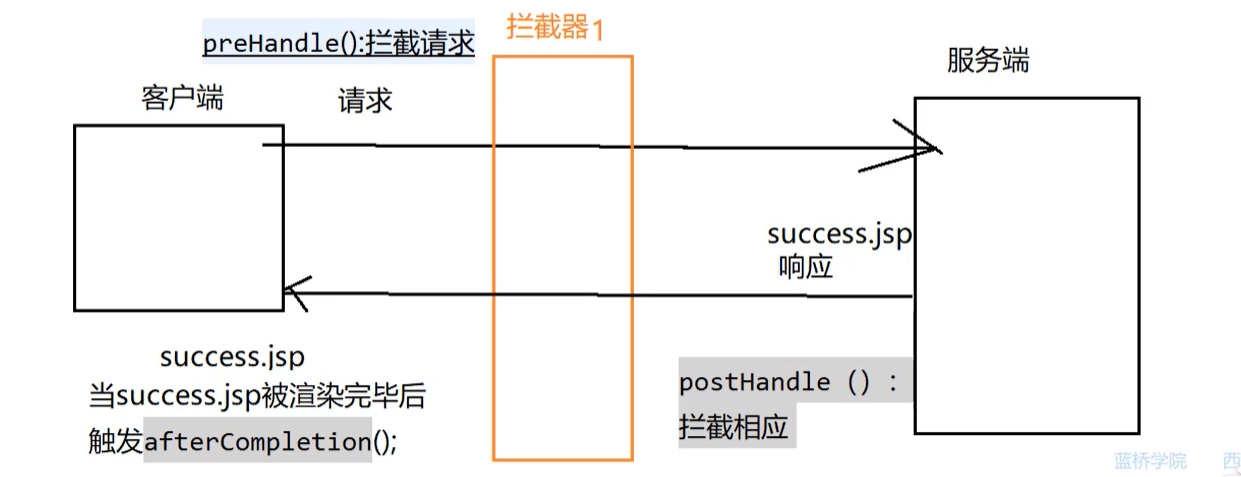 preHandle():拦截请求
拦截器1
服务端
客户端
请求
success.jsp
响应
success.jsp
当success.jsp被渲染完毕后
触发afterCompletion();
postHandle () :
拦截相应
蓝桥学院 西